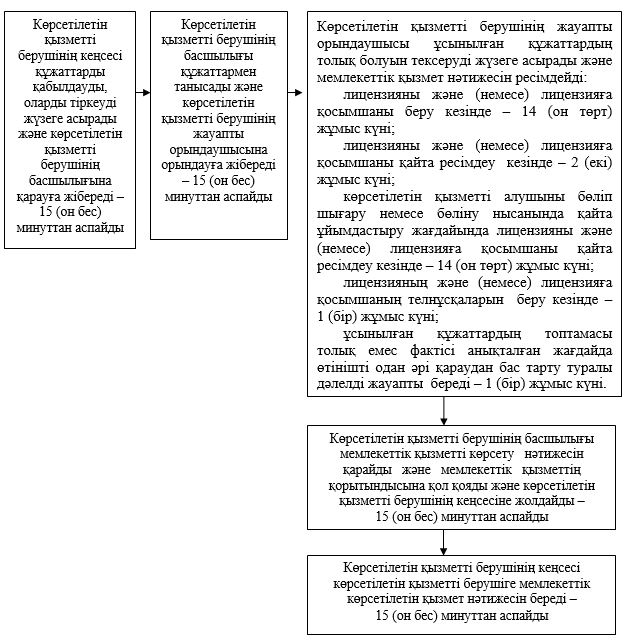 Көрсетілетін
қызметті
берушінің кеңсесі
құжаттарды
қабылдауды,
оларды тіркеуді
жүзеге асырады
және көрсетілетін
қызметті
берушінің
басшылығына
қарауға жібереді –
15 (он бес)
минуттан аспайды
Көрсетілетін
қызметті берушінің
басшылығы
құжаттармен
танысады және
көрсетілетін
қызметті берушінің
жауапты
орындаушысына
орындауға жібереді
– 15 (он бес)
минуттан аспайды
Көрсетілетін қызметті берушінің жауапты
орындаушысы ұсынылған құжаттардың
толық болуын тексеруді жүзеге асырады және
мемлекеттік қызмет нәтижесін ресімдейді:
лицензияны және (немесе) лицензияға
қосымшаны беру кезінде – 14 (он төрт)
жұмыс күні;
лицензияны және (немесе) лицензияға
қосымшаны қайта ресімдеу кезінде – 2 (екі)
жұмыс күні;
көрсетілетін қызметті алушыны бөліп
шығару немесе бөліну нысанында қайта
ұйымдастыру жағдайында лицензияны және
(немесе) лицензияға қосымшаны қайта
ресімдеу кезінде – 14 (он төрт) жұмыс күні;
лицензияның және (немесе) лицензияға
қосымшаның телнұсқаларын беру кезінде –
1 (бір) жұмыс күні;
ұсынылған құжаттардың топтамасы
толық емес фактісі анықталған жағдайда
өтінішті одан әрі қараудан бас тарту туралы
дәлелді жауапты береді – 1 (бір) жұмыс күні.
Көрсетілетін қызметті берушінің басшылығы
мемлекеттік қызметті көрсету нәтижесін
қарайды және мемлекеттік қызметтің
қорытындысына қол қояды және көрсетілетін
қызметті берушінің кеңсесіне жолдайды –
15 (он бес) минуттан аспайды
Көрсетілетін қызметті берушінің кеңсесі
көрсетілетін қызметті берушіге мемлекеттік
көрсетілетін қызмет нәтижесін береді –
15 (он бес) минуттан аспайды